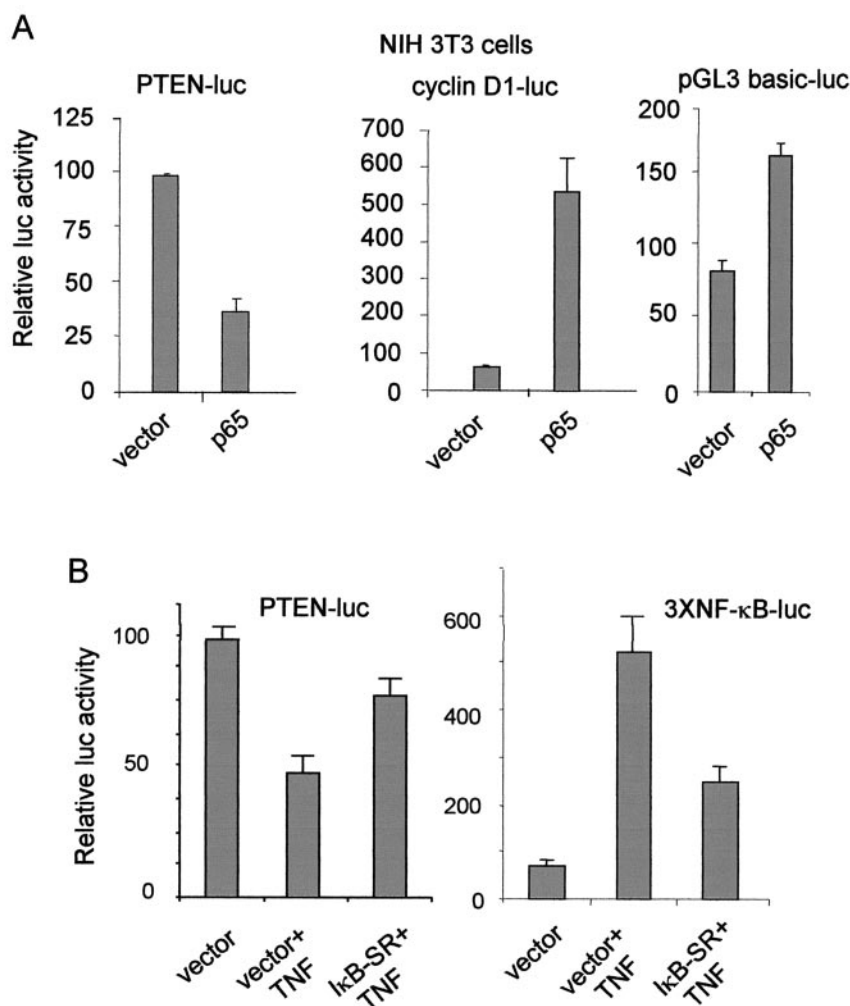 A
NIH 3T3 cells
PTEN-luc
cyclin D1-luc
pGL3 basic-luc
Relative luc activity
125
100
75
50
25
0
vector
p65
700
600
500
400
300
200
100
0
vector
p65
200
150
100
50
0
vector
p65
B
PTEN-luc
3XNF-κB-luc
Relative luc activity
100
50
0
vector
vector+
TNF
IκB-SR+
TNF
600
400
200
0
vector
vector+
TNF
IκB-SR+
TNF